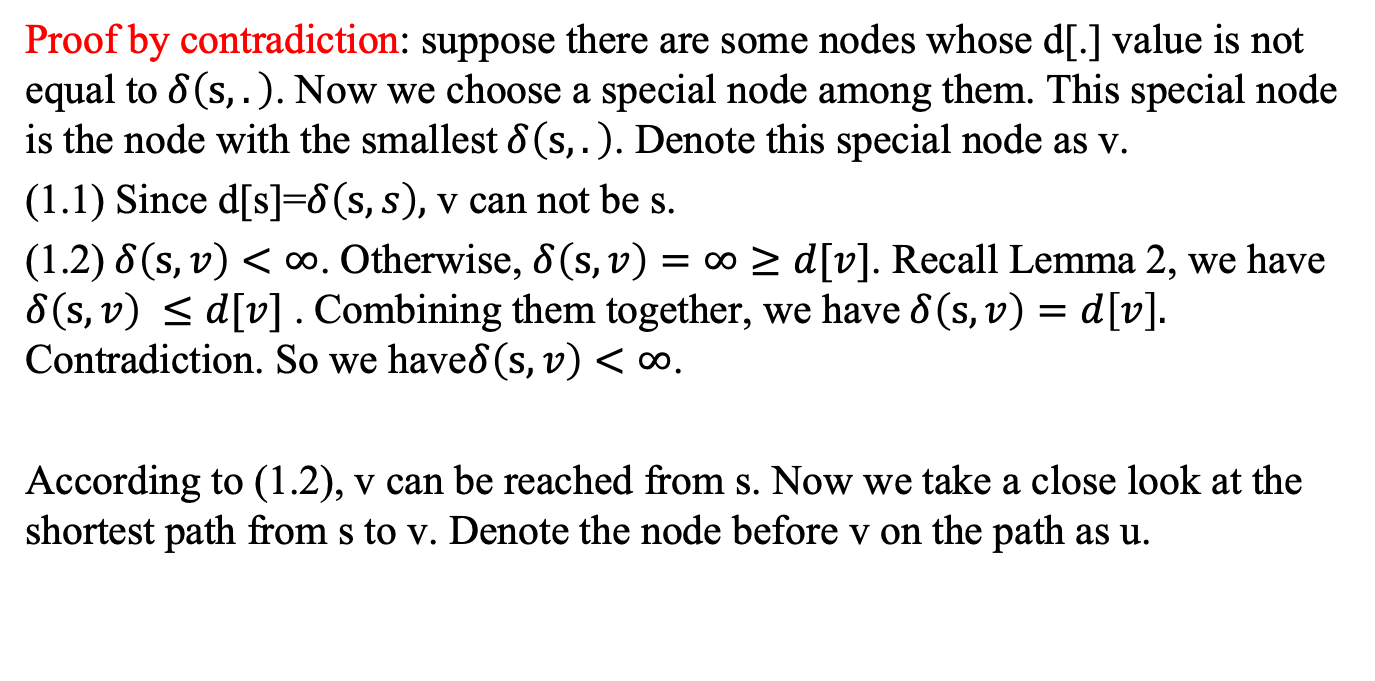 Proof by contradiction: suppose there are some nodes whose d[.] value is not
equal to δ(s, . ). Now we choose a special node among them. This special node
is the node with the smallest δ(s, . ). Denote this special node as v.
(1.1) Since d[s]=δ(s, s), v can not be s.
(1.2) δ(s, v) < ∞. Otherwise, δ(s, v) = ∞ ≥ d[v]. Recall Lemma 2, we have
δ(s, v) ≤ d[v] . Combining them together, we have δ(s, v) = d[v].
Contradiction. So we haveδ(s, v) < ∞.
According to (1.2), v can be reached from s. Now we take a close look at the
shortest path from s to v. Denote the node before v on the path as u.